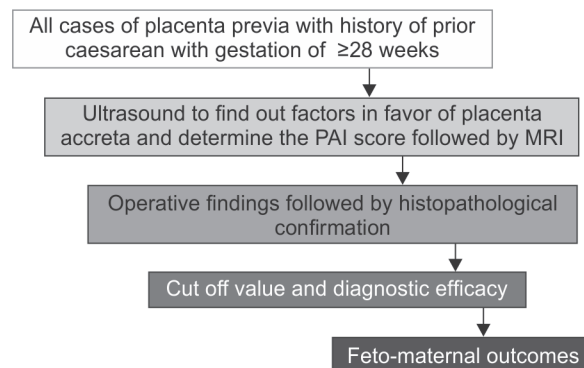 All cases of placenta previa with history of prior
caesarean with gestation of ≥28 weeks
Ultrasound to find out factors in favor of placenta
accreta and determine the PAI score followed by MRI
Operative findings followed by histopathological
confirmation
Cut off value and diagnostic efficacy
Feto-maternal outcomes